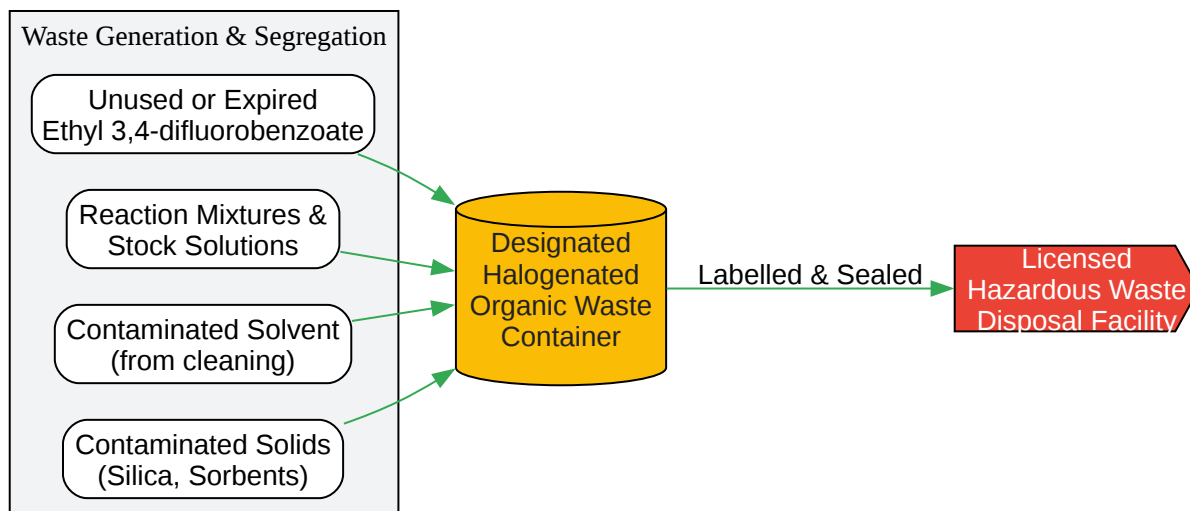 Waste Generation & Segregation
Unused or Expired
Ethyl 3,4-difluorobenzoate
Reaction Mixtures &
Stock Solutions
Contaminated Solvent
(from cleaning)
Contaminated Solids
(Silica, Sorbents)
Designated
Halogenated
Organic Waste
Container
Labelled & Sealed
Licensed
Hazardous Waste
Disposal Facility